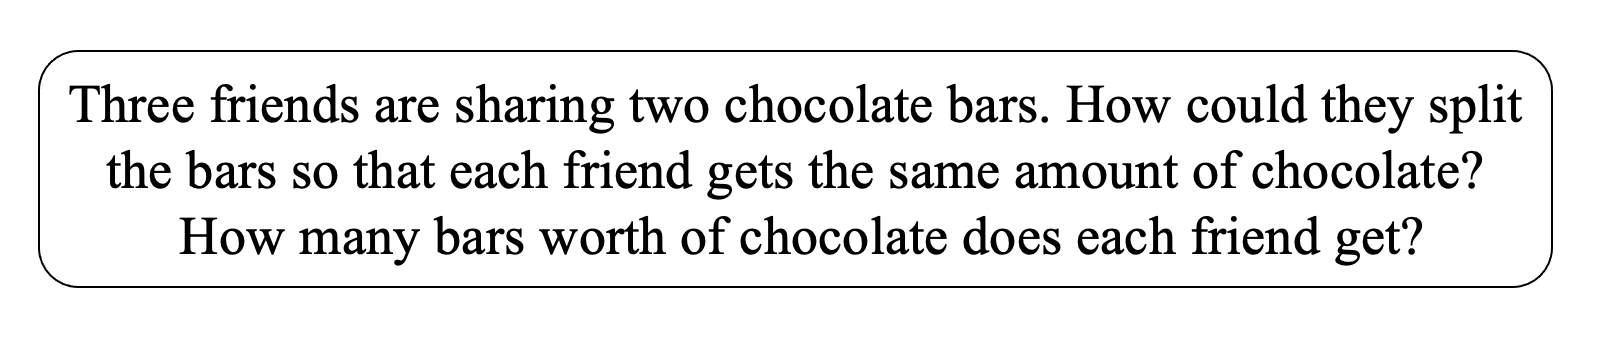 Three friends are sharing two chocolate bars. How could they split
the bars so that each friend gets the same amount of chocolate?
How many bars worth of chocolate does each friend get?